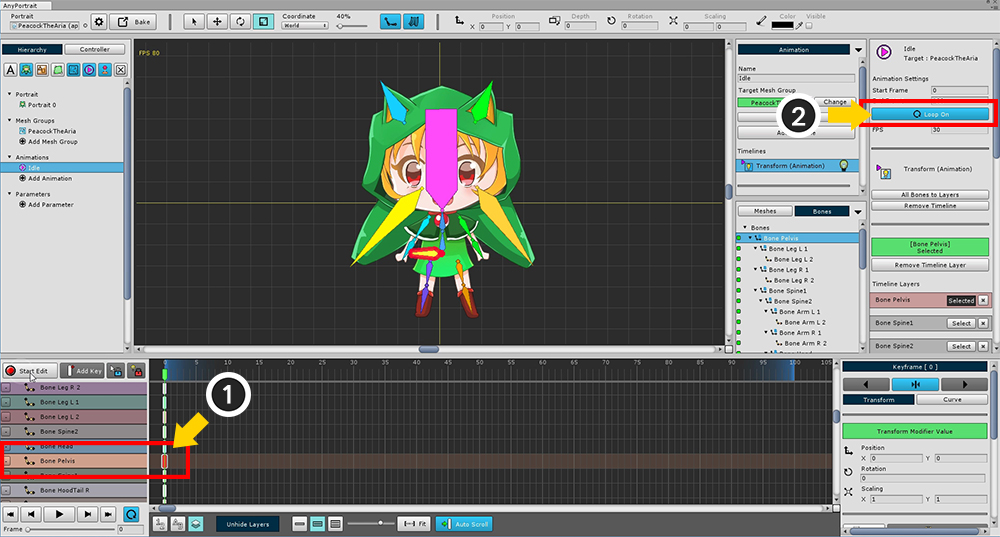 AnyPortrait
Portrait
PeacockTheAria (ap
Bake
Coordinate
World
40%
Position
X 0 Y 0
Depth
0
Rotation
0
Scaling
X 0 Y 0
Color
Visible
Hierarchy
Controller
Portrait
Portrait 0
Mesh Groups
PeacockTheAria
Add Mesh Group
Animations
Idle
Add Animation
Parameters
Add Parameter
FPS 80
Animation
Name
Idle
Target Mesh Group
PeacockTh
Change
2
Timelines
Transform (Animation)
Meshes
Bones
Bones
Bone Pelvis
Bone Leg L 1
Bone Leg L 2
Bone Leg R 1
Bone Leg R 2
Bone Spine1
Bone Spine2
Bone Arm L 1
Bone Arm L 2
Bone Arm R 1
Bone Arm R 2
Idle
Target : PeacockTheAria
Animation Settings
Start Frame 0
Loop On
FPS 30
Transform (Animation)
All Bones to Layers
Remove Timeline
[Bone Pelvis]
Selected
Remove Timeline Layer
Timeline Layers
Bone Pelvis Selected
Bone Spine1 Select
Bone Spine2 Select
Start Edit
Add Key
0 5 10 15 20 25 30 35 40 45 50 55 60 65 70 75 80 85 90 95 100 105
Bone Leg R 2
Bone Leg L 1
Bone Leg L 2
Bone Spine2
Bone Head
Bone Pelvis
Bone HoodTail R
1
Frame
0
Unhide Layers
Fit
Auto Scroll
Keyframe [ 0 ]
Transform
Curve
Transform Modifier Value
Position
X 0 Y 0
Rotation
0
Scaling
X 1 Y 1